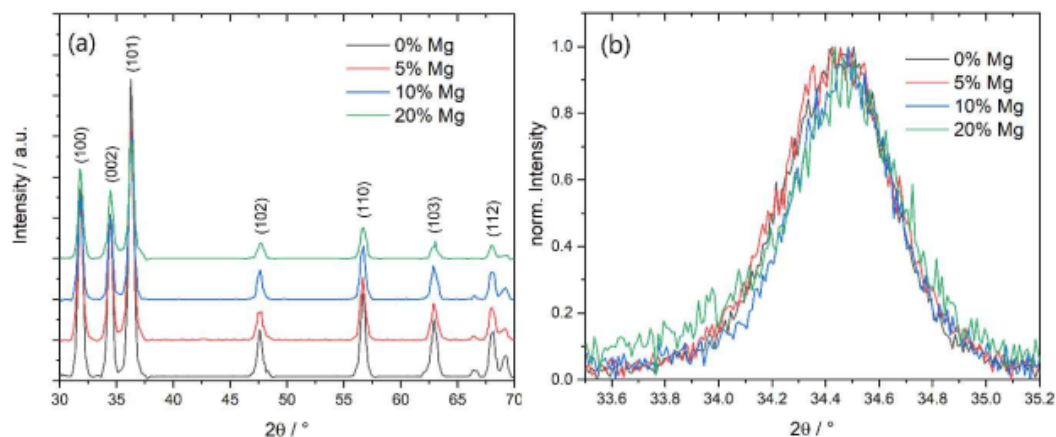 (a)
0% Mg
5% Mg
10% Mg
20% Mg
(100)
(002)
(101)
(102)
(110)
(103)
(112)
Intensity / a.u.
30 35 40 45 50 55 60 65 70
2θ / °
(b)
0% Mg
5% Mg
10% Mg
20% Mg
norm. Intensity
1.0
0.8
0.6
0.4
0.2
0.0
33.6 33.8 34.0 34.2 34.4 34.6 34.8 35.0 35.2
2θ / °